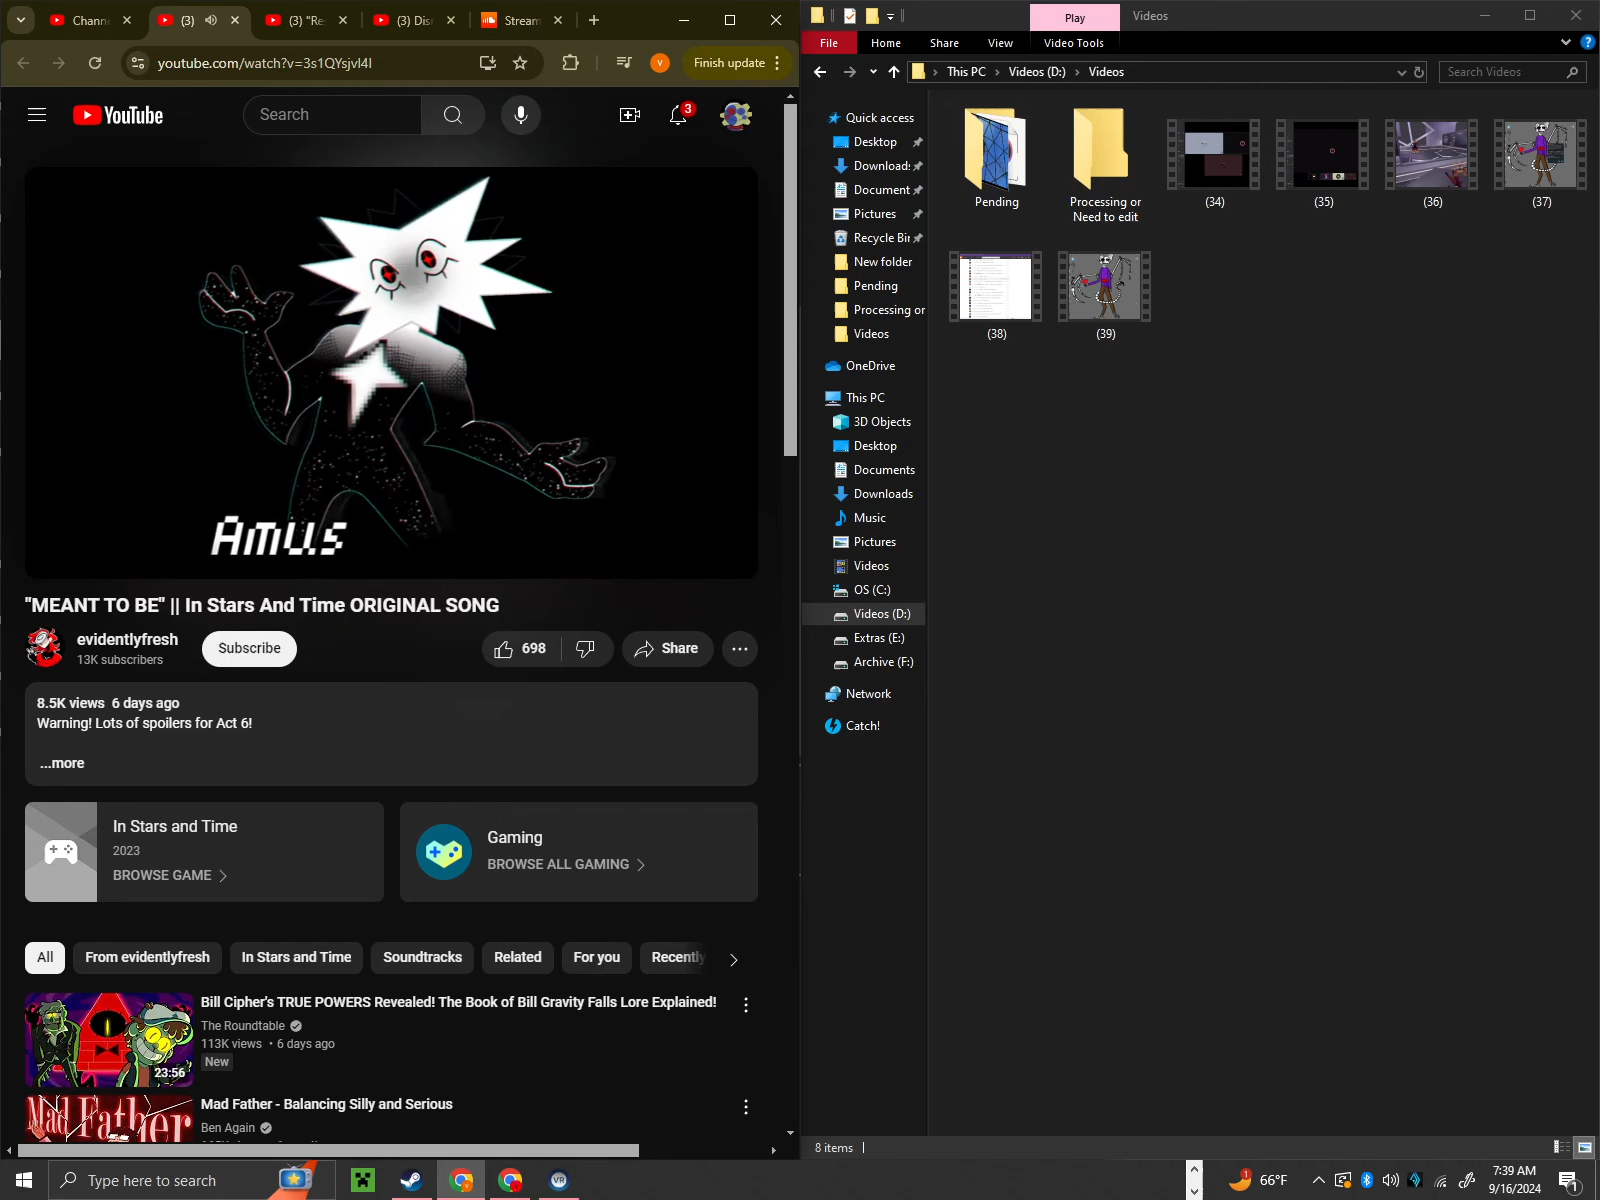 Chann
(3)
(3) "Re
(3) Dis
Stream
youtube.com/watch?v=3s1QYsjvl4I
V
Finish update
YouTube
Search
3
Amus
"MEANT TO BE" || In Stars And Time ORIGINAL SONG
evidentlyfresh
13K subscribers
Subscribe
698
Share
8.5K views 6 days ago
Warning! Lots of spoilers for Act 6!
...more
In Stars and Time
2023
BROWSE GAME
Gaming
BROWSE ALL GAMING
All
From evidentlyfresh
In Stars and Time
Soundtracks
Related
For you
Recently
Bill Cipher's TRUE POWERS Revealed! The Book of Bill Gravity Falls Lore Explained!
The Roundtable
113K views • 6 days ago
New
23:56
Mad Father
Mad Father - Balancing Silly and Serious
Ben Again
Play
Videos
File
Home
Share
View
Video Tools
This PC
Videos (D:)
Videos
Search Videos
Quick access
Desktop
Downloads
Document
Pictures
Recycle Bin
New folder
Pending
Processing or
Videos
OneDrive
This PC
3D Objects
Desktop
Documents
Downloads
Music
Pictures
Videos
OS (C:)
Videos (D:)
Extras (E:)
Archive (F:)
Network
Catch!
Pending
Processing or
Need to edit
(34)
(35)
(36)
(37)
(38)
(39)
8 items
Type here to search
VR
1
66°F
7:39 AM
9/16/2024
1